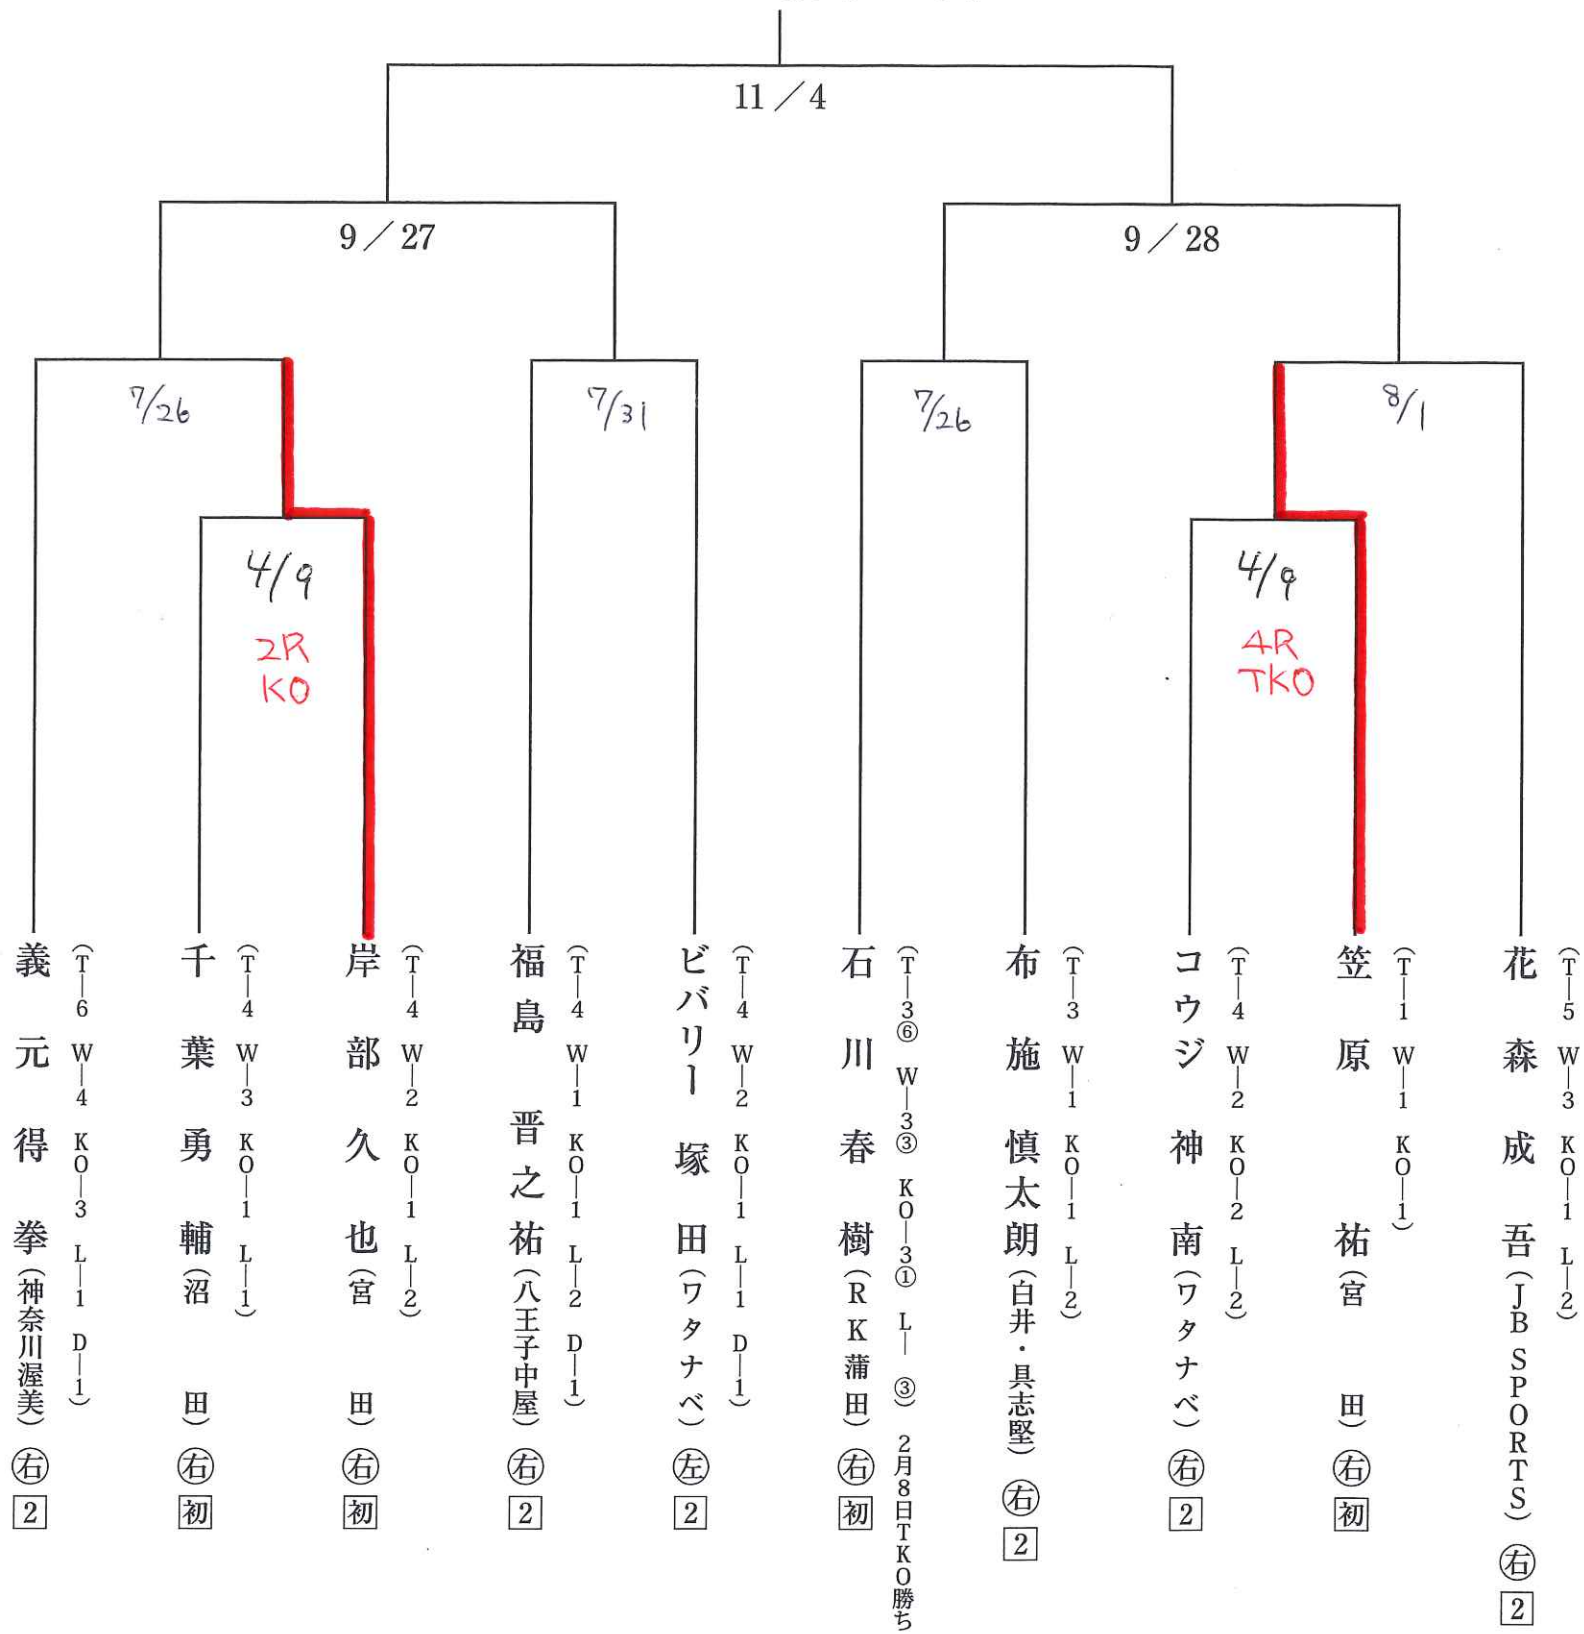 11／4
9／27
9／28
7/26
7/31
7/26
8/1
4/9
2R
KO
4/9
4R
TKO
義元得拳（神奈川渥美）㊨ 2
（T―6 W―4 KO―3 L―1 D―1）
千葉勇輔（沼田）㊨ 初
（T―4 W―3 KO―1 L―1）
岸部久也（宮田）㊨ 初
（T―4 W―2 KO―1 L―2）
福島晋之祐（八王子中屋）㊨ 2
（T―4 W―1 KO―1 L―2 D―1）
ビバリー塚田（ワタナベ）㊧ 2
（T―4 W―2 KO―1 L―1 D―1）
石川春樹（RK蒲田）㊨ 初
（T―3⑥ W―3③ KO―3① L― ③）2月8日TKO勝ち
布施慎太朗（白井・具志堅）㊨ 2
（T―3 W―1 KO―1 L―2）
コウジ神南（ワタナベ）㊨ 2
（T―4 W―2 KO―2 L―2）
笠原祐（宮田）㊨ 初
（T―1 W―1 KO―1）
花森成吾（JB SPORTS）㊨ 2
（T―5 W―3 KO―1 L―2）